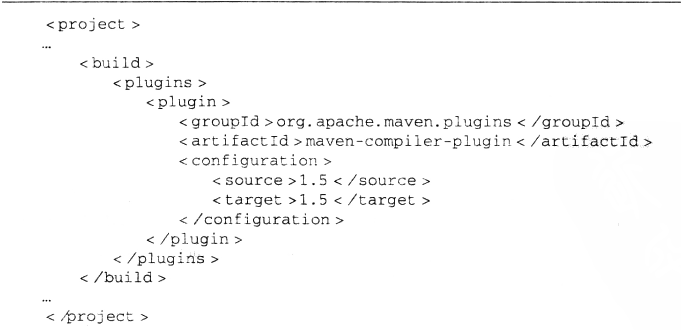 <project>
…
<build>
<plugins>
<plugin>
<groupId>org.apache.maven.plugins</groupId>
<artifactId>maven-compiler-plugin</artifactId>
<configuration>
<source>1.5</source>
<target>1.5</target>
</configuration>
</plugin>
</plugins>
</build>
…
</project>